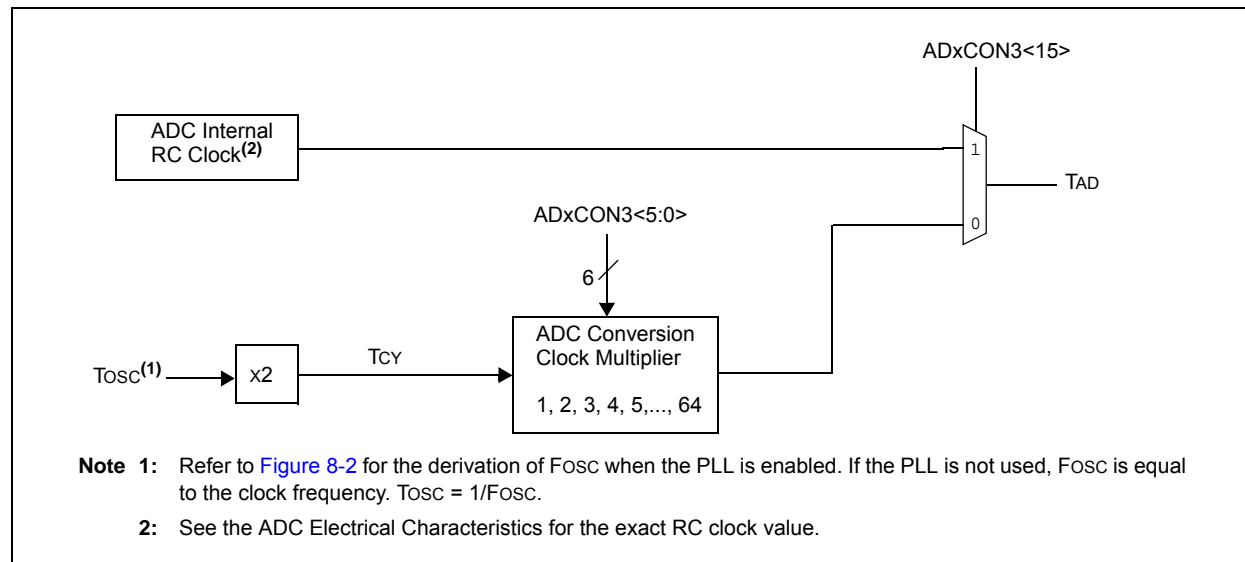 ADxCON3<15>
ADC Internal
RC Clock(2)
1
TAD
ADxCON3<5:0>
0
6
ADC Conversion
Clock Multiplier
TOSC(1)
X2
TCY
1, 2, 3, 4, 5,..., 64
Note 1: Refer to Figure 8-2 for the derivation of FOSC when the PLL is enabled. If the PLL is not used, FOSC is equal
to the clock frequency. TOSC = 1/FOSC.
2: See the ADC Electrical Characteristics for the exact RC clock value.